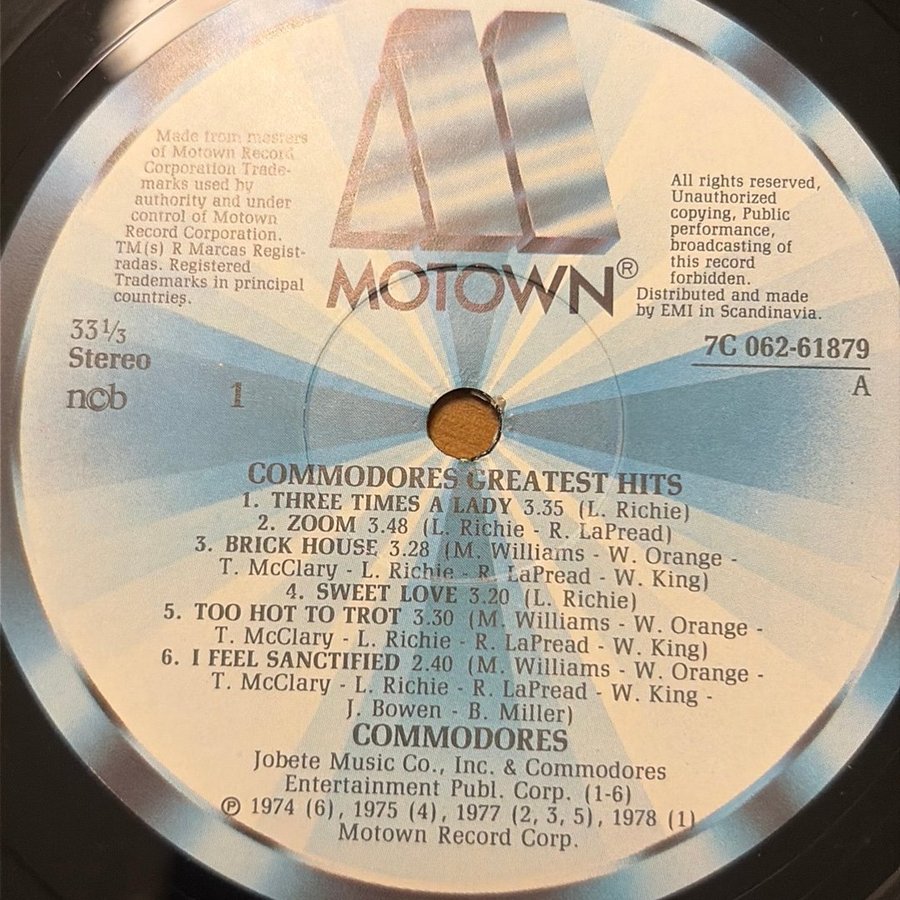 Made from masters
of Motown Record
Corporation Trade-
marks used by
authority and under
control of Motown
Record Corporation.
TM(s) R Marcas Regist-
radas. Registered
Trademarks in principal
countries.
MOTOWN®
All rights reserved,
Unauthorized
copying, Public
performance,
broadcasting of
this record
forbidden.
Distributed and made
by EMI in Scandinavia.
33⅓
Stereo
ncb 1
7C 062-61879
A
COMMODORES GREATEST HITS
1. THREE TIMES A LADY 3.35 (L. Richie)
2. ZOOM 3.48 (L. Richie - R. LaPread)
3. BRICK HOUSE 3.28 (M. Williams - W. Orange -
T. McClary - L. Richie - R. LaPread - W. King)
4. SWEET LOVE 3.20 (L. Richie)
5. TOO HOT TO TROT 3.30 (M. Williams - W. Orange -
T. McClary - L. Richie - R. LaPread - W. King)
6. I FEEL SANCTIFIED 2.40 (M. Williams - W. Orange -
T. McClary - L. Richie - R. LaPread - W. King -
J. Bowen - B. Miller)
COMMODORES
Jobete Music Co., Inc. & Commodores
Entertainment Publ. Corp. (1-6)
℗ 1974 (6), 1975 (4), 1977 (2, 3, 5), 1978 (1)
Motown Record Corp.